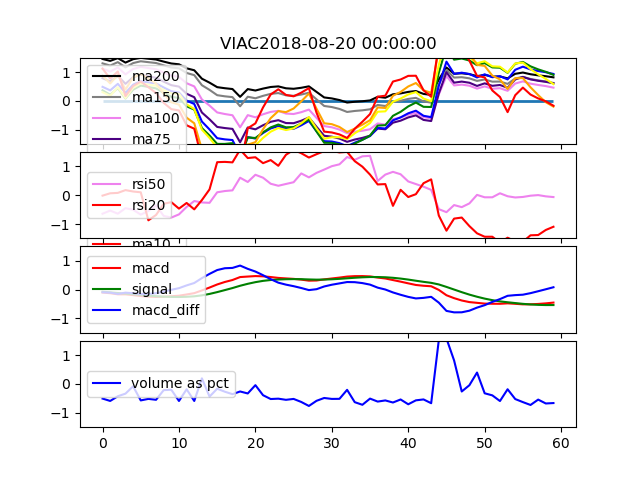 VIAC2018-08-20 00:00:00
1
0
−1
ma200
ma150
ma100
ma75
1
0
−1
rsi50
rsi20
ma10
1
0
−1
macd
signal
macd_diff
1
0
−1
volume as pct
0 10 20 30 40 50 60